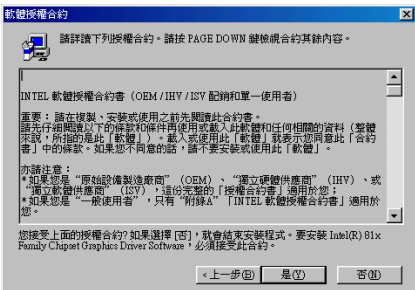 軟體授權合約
請詳讀下列授權合約。請按 PAGE DOWN 鍵檢視合約其餘內容。
INTEL 軟體授權合約書（OEM / IHV / ISV 配銷和單一使用者）
重要：請在複製、安裝或使用之前先閱讀此合約書。
請先仔細閱讀以下的條款和條件再使用或載入此軟體和任何相關的資料（整體
來說，所指的是此「軟體」）。載入或使用此「軟體」就表示您同意此「合約
書」中的條款。如果您不同意的話，請不要安裝或使用此「軟體」。
亦請注意：
*如果您是“原始設備製造廠商”（OEM）、“獨立硬體供應商”（IHV）、或
“獨立軟體供應商”（ISV），這份完整的「授權合約書」適用於您；
*如果您是“一般使用者”，只有“附錄A”「INTEL 軟體授權合約書」適用於
您。
您接受上面的授權合約? 如果選擇 [否]，就會結束安裝程式。要安裝 Intel(R) 81x
Family Chipset Graphics Driver Software，必須接受此合約。
<上一步(B) 是(Y) 否(N)